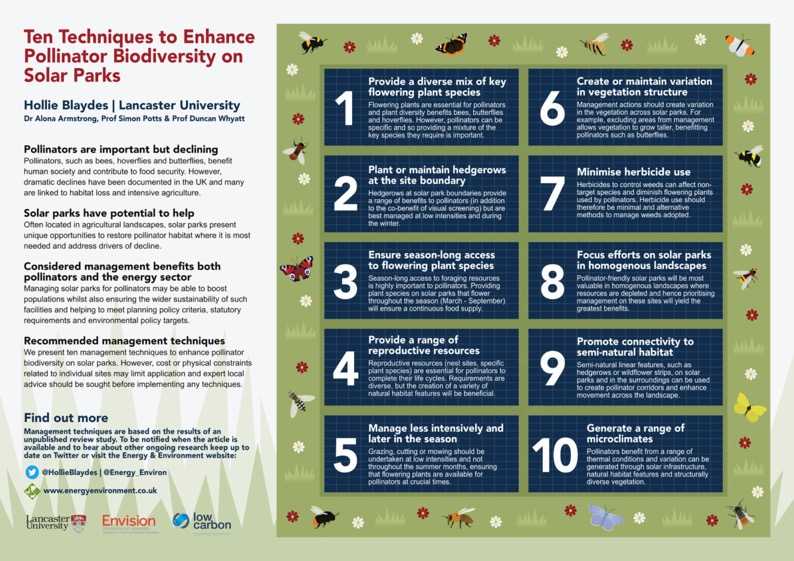 Ten Techniques to Enhance
Pollinator Biodiversity on
Solar Parks
Hollie Blaydes | Lancaster University
Dr Alona Armstrong, Prof Simon Potts & Prof Duncan Whyatt
Pollinators are important but declining
Pollinators, such as bees, hoverflies and butterflies, benefit
human society and contribute to food security. However,
dramatic declines have been documented in the UK and many
are linked to habitat loss and intensive agriculture.
Solar parks have potential to help
Often located in agricultural landscapes, solar parks present
unique opportunities to restore pollinator habitat where it is most
needed and address drivers of decline.
Considered management benefits both
pollinators and the energy sector
Managing solar parks for pollinators may be able to boost
populations whilst also ensuring the wider sustainability of such
facilities and helping to meet planning policy criteria, statutory
requirements and environmental policy targets.
Recommended management techniques
We present ten management techniques to enhance pollinator
biodiversity on solar parks. However, cost or physical constraints
related to individual sites may limit application and expert local
advice should be sought before implementing any techniques.
Find out more
Management techniques are based on the results of an
unpublished review study. To be notified when the article is
available and to hear about other ongoing research keep up to
date on Twitter or visit the Energy & Environment website:
@HollieBlaydes | @Energy_Environ
www.energyenvironment.co.uk
Lancaster
University
Envision
low
carbon
1
Provide a diverse mix of key
flowering plant species
Flowering plants are essential for pollinators
and plant diversity benefits bees, butterflies
and hoverflies. However, pollinators can be
specific and so providing a mixture of the
key species they require is important.
2
Plant or maintain hedgerows
at the site boundary
Hedgerows at solar park boundaries provide
a range of benefits to pollinators (in addition
to the co-benefit of visual screening) but are
best managed at low intensities and during
the winter.
3
Ensure season-long access
to flowering plant species
Season-long access to foraging resources
is highly important to pollinators. Providing
plant species on solar parks that flower
throughout the season (March - September)
will ensure a continuous food supply.
4
Provide a range of
reproductive resources
Reproductive resources (nest sites, specific
plant species) are essential for pollinators to
complete their life cycles. Requirements are
diverse, but the creation of a variety of
natural habitat features will be beneficial.
5
Manage less intensively and
later in the season
Grazing, cutting or mowing should be
undertaken at low intensities and not
throughout the summer months, ensuring
that flowering plants are available for
pollinators at crucial times.
6
Create or maintain variation
in vegetation structure
Management actions should create variation
in the vegetation across solar parks. For
example, excluding areas from management
allows vegetation to grow taller, benefitting
pollinators such as butterflies.
7
Minimise herbicide use
Herbicides to control weeds can affect non-
target species and diminish flowering plants
used by pollinators. Herbicide use should
therefore be minimal and alternative
methods to manage weeds adopted.
8
Focus efforts on solar parks
in homogenous landscapes
Pollinator-friendly solar parks may be most
valuable in homogenous landscapes where
resources are depleted and hence prioritising
management on these sites will yield the
greatest benefits.
9
Promote connectivity to
semi-natural habitat
Semi-natural linear features, such as
hedgerows or wildflower strips, on solar
parks and in the surroundings can be used
to create pollinator corridors and enhance
movement across the landscape.
10
Generate a range of
microclimates
Pollinators benefit from a range of
thermal conditions and variation can be
generated through solar infrastructure,
natural habitat features and structurally
diverse vegetation.